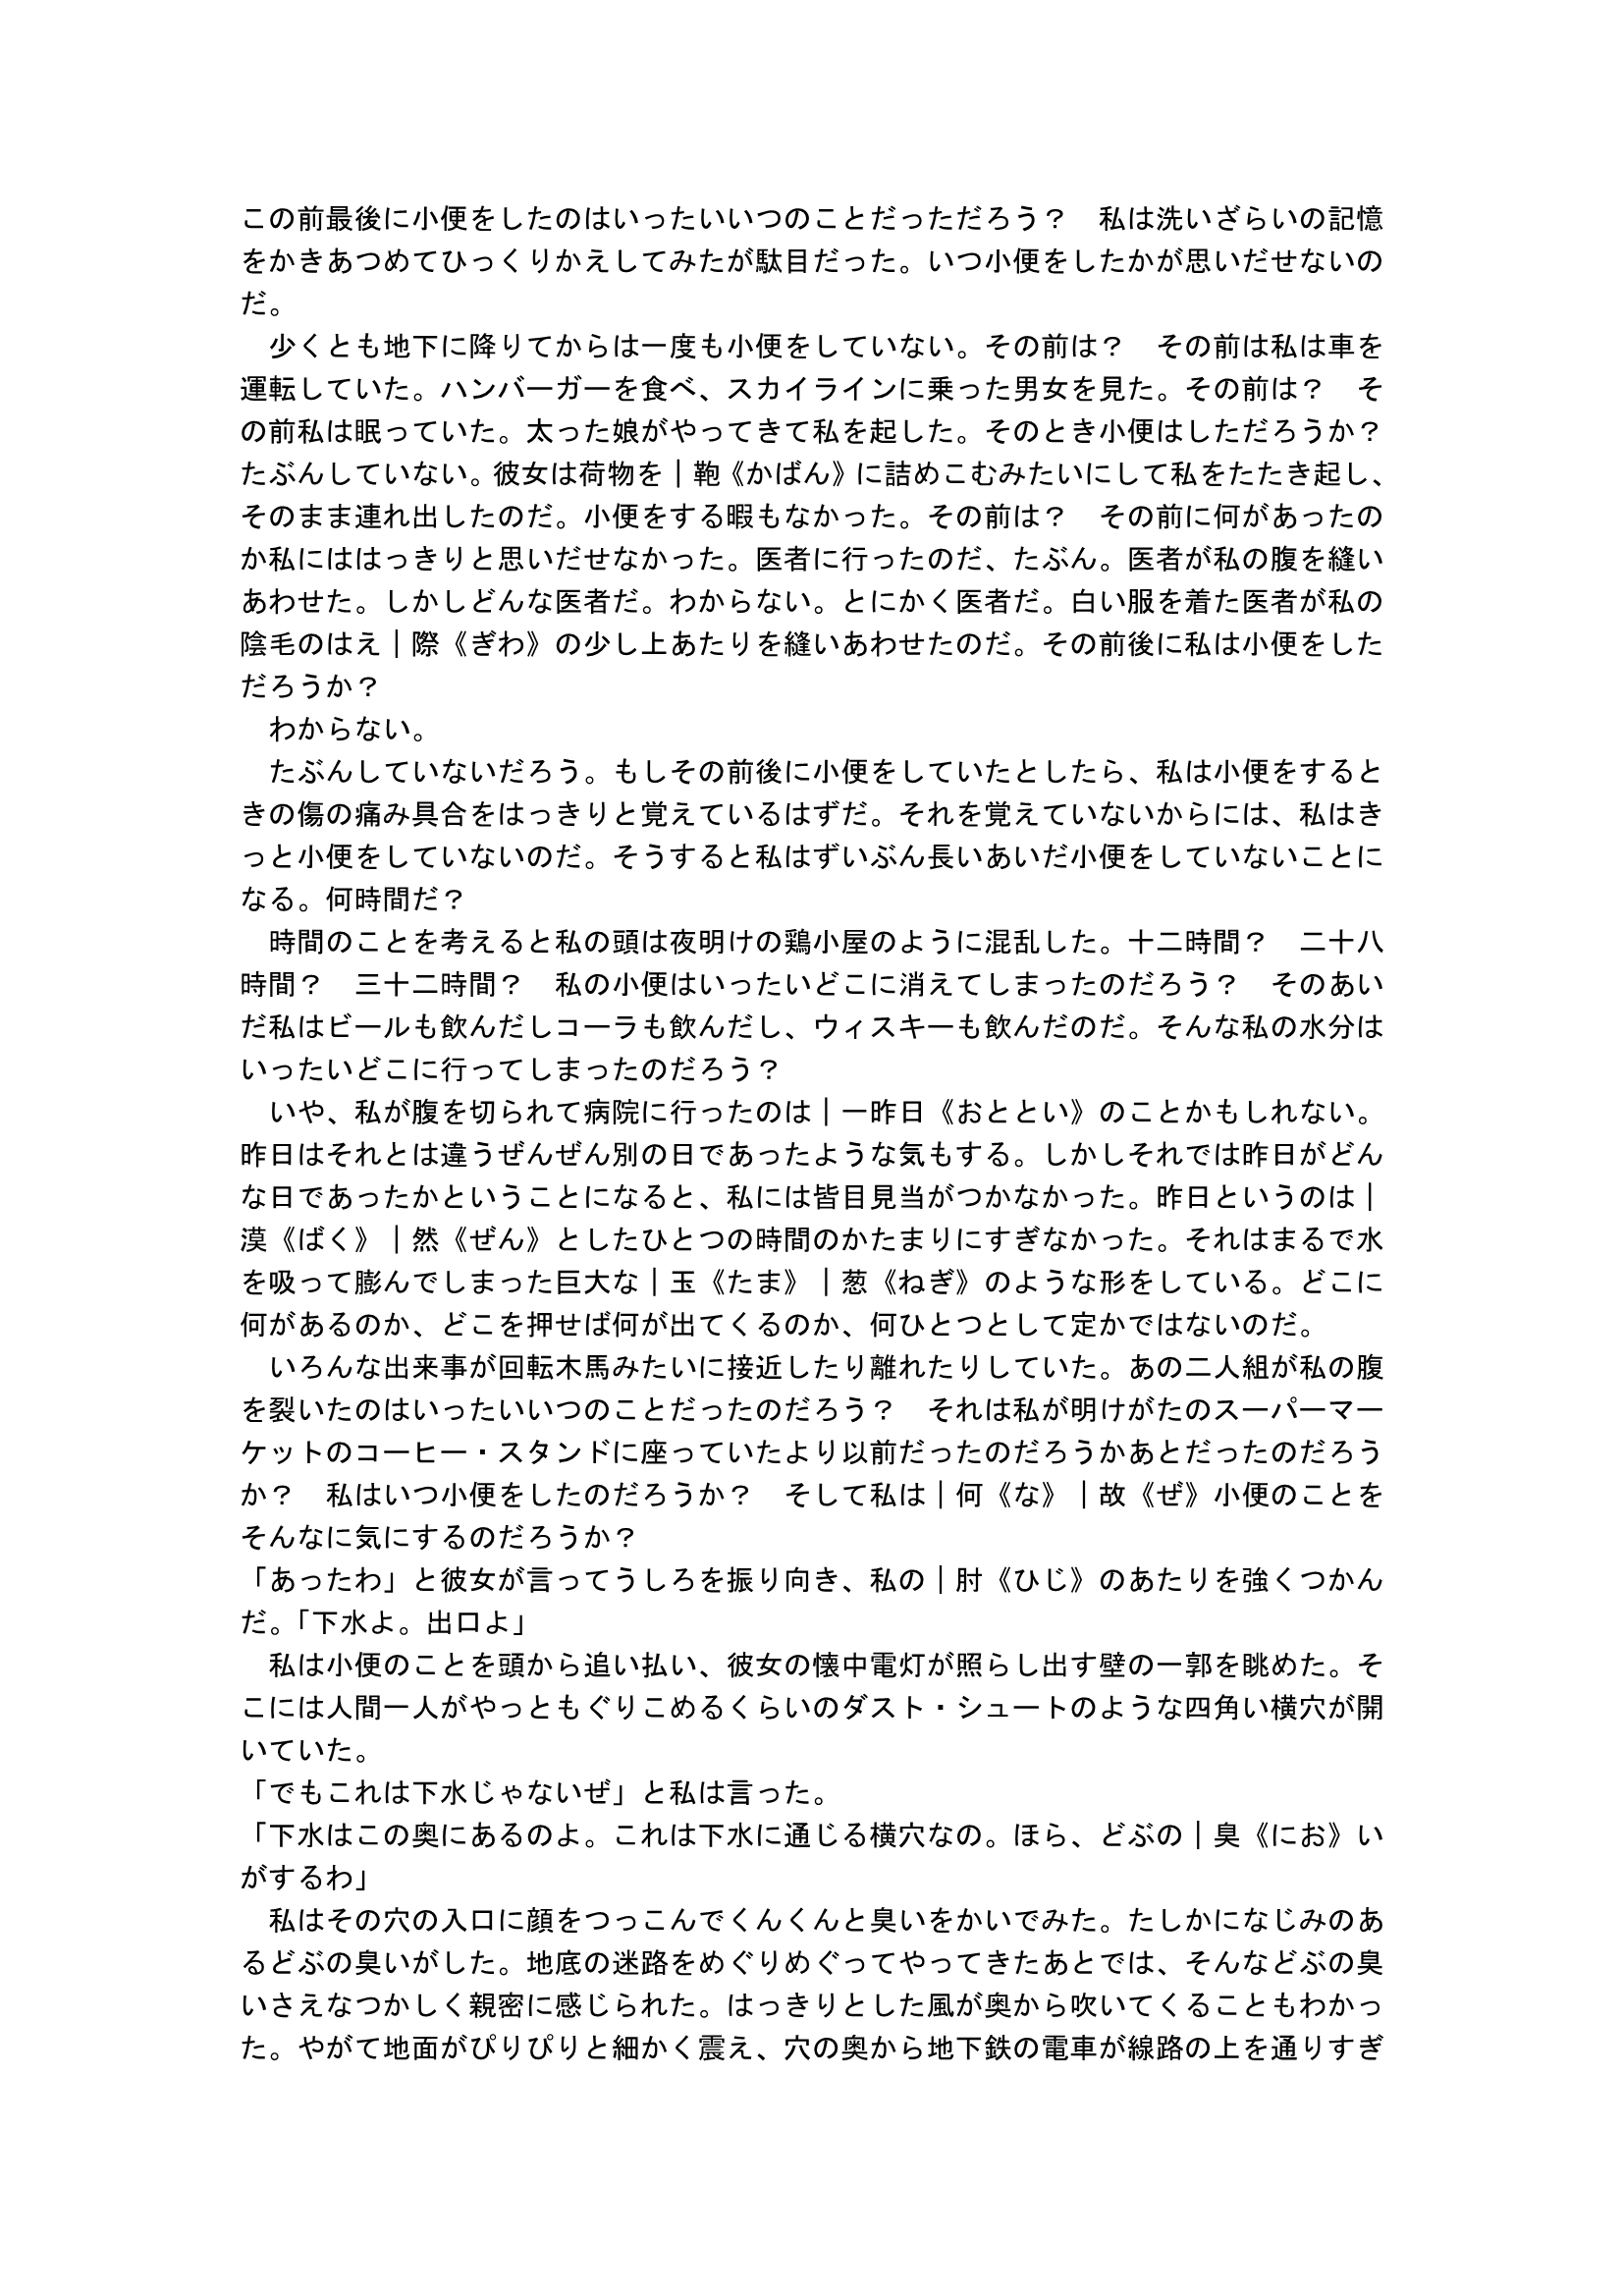 この前最後に小便をしたのはいったいいつのことだっただろう？　私は洗いざらいの記憶
をかきあつめてひっくりかえしてみたが駄目だった。いつ小便をしたかが思いだせないの
だ。
　少くとも地下に降りてからは一度も小便をしていない。その前は？　その前は私は車を
運転していた。ハンバーガーを食べ、スカイラインに乗った男女を見た。その前は？　そ
の前私は眠っていた。太った娘がやってきて私を起した。そのとき小便はしただろうか？
たぶんしていない。彼女は荷物を｜鞄《かばん》に詰めこむみたいにして私をたたき起し、
そのまま連れ出したのだ。小便をする暇もなかった。その前は？　その前に何があったの
か私にははっきりと思いだせなかった。医者に行ったのだ、たぶん。医者が私の腹を縫い
あわせた。しかしどんな医者だ。わからない。とにかく医者だ。白い服を着た医者が私の
陰毛のはえ｜際《ぎわ》の少し上あたりを縫いあわせたのだ。その前後に私は小便をした
だろうか？
　わからない。
　たぶんしていないだろう。もしその前後に小便をしていたとしたら、私は小便をすると
きの傷の痛み具合をはっきりと覚えているはずだ。それを覚えていないからには、私はき
っと小便をしていないのだ。そうすると私はずいぶん長いあいだ小便をしていないことに
なる。何時間だ？
　時間のことを考えると私の頭は夜明けの鶏小屋のように混乱した。十二時間？　二十八
時間？　三十二時間？　私の小便はいったいどこに消えてしまったのだろう？　そのあい
だ私はビールも飲んだしコーラも飲んだし、ウィスキーも飲んだのだ。そんな私の水分は
いったいどこに行ってしまったのだろう？
　いや、私が腹を切られて病院に行ったのは｜一昨日《おととい》のことかもしれない。
昨日はそれとは違うぜんぜん別の日であったような気もする。しかしそれでは昨日がどん
な日であったかということになると、私には皆目見当がつかなかった。昨日というのは｜
漠《ばく》｜然《ぜん》としたひとつの時間のかたまりにすぎなかった。それはまるで水
を吸って膨んでしまった巨大な｜玉《たま》｜葱《ねぎ》のような形をしている。どこに
何があるのか、どこを押せば何が出てくるのか、何ひとつとして定かではないのだ。
　いろんな出来事が回転木馬みたいに接近したり離れたりしていた。あの二人組が私の腹
を裂いたのはいったいいつのことだったのだろう？　それは私が明けがたのスーパーマー
ケットのコーヒー・スタンドに座っていたより以前だったのだろうかあとだったのだろう
か？　私はいつ小便をしたのだろうか？　そして私は｜何《な》｜故《ぜ》小便のことを
そんなに気にするのだろうか？
「あったわ」と彼女が言ってうしろを振り向き、私の｜肘《ひじ》のあたりを強くつかん
だ。「下水よ。出口よ」
　私は小便のことを頭から追い払い、彼女の懐中電灯が照らし出す壁の一郭を眺めた。そ
こには人間一人がやっともぐりこめるくらいのダスト・シュートのような四角い横穴が開
いていた。
「でもこれは下水じゃないぜ」と私は言った。
「下水はこの奥にあるのよ。これは下水に通じる横穴なの。ほら、どぶの｜臭《にお》い
がするわ」
　私はその穴の入口に顔をつっこんでくんくんと臭いをかいでみた。たしかになじみのあ
るどぶの臭いがした。地底の迷路をめぐりめぐってやってきたあとでは、そんなどぶの臭
いさえなつかしく親密に感じられた。はっきりとした風が奥から吹いてくることもわかっ
た。やがて地面がぴりぴりと細かく震え、穴の奥から地下鉄の電車が線路の上を通りすぎ